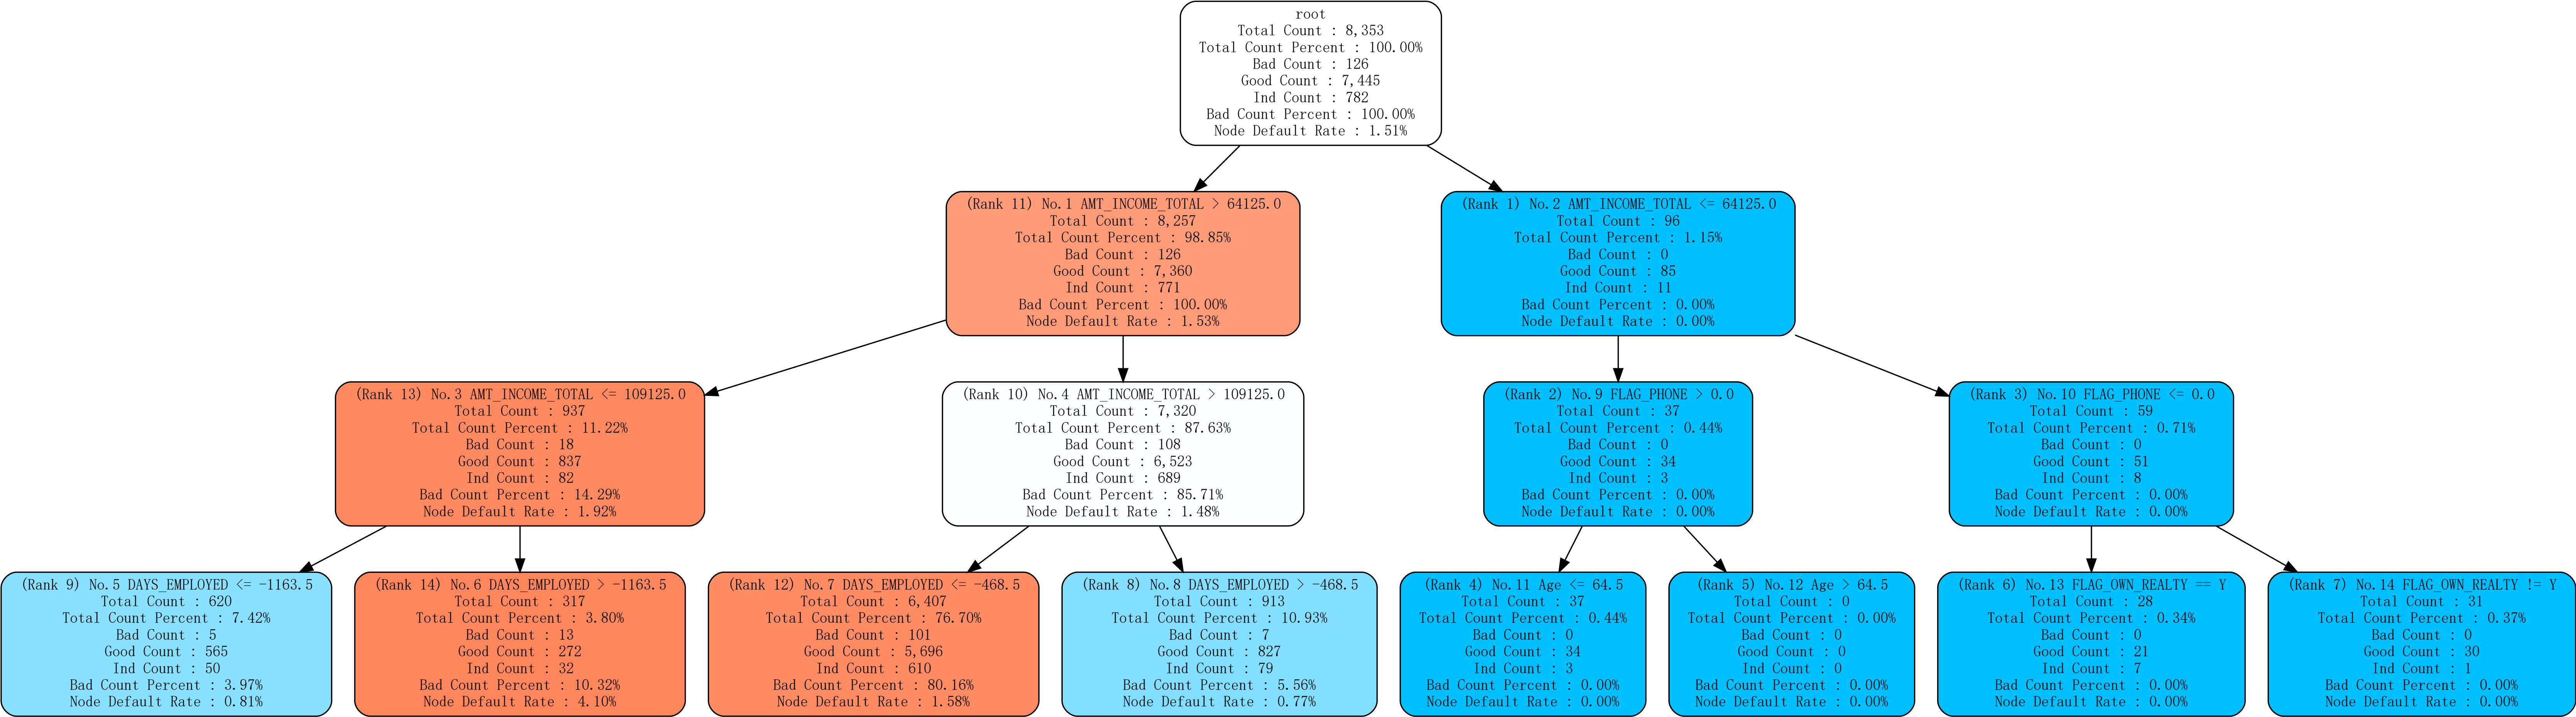 root
Total Count : 8,353
Total Count Percent : 100.00%
Bad Count : 126
Good Count : 7,445
Ind Count : 782
Bad Count Percent : 100.00%
Node Default Rate : 1.51%
(Rank 11) No.1 AMT_INCOME_TOTAL > 64125.0
Total Count : 8,257
Total Count Percent : 98.85%
Bad Count : 126
Good Count : 7,360
Ind Count : 771
Bad Count Percent : 100.00%
Node Default Rate : 1.53%
(Rank 1) No.2 AMT_INCOME_TOTAL <= 64125.0
Total Count : 96
Total Count Percent : 1.15%
Bad Count : 0
Good Count : 85
Ind Count : 11
Bad Count Percent : 0.00%
Node Default Rate : 0.00%
(Rank 13) No.3 AMT_INCOME_TOTAL <= 109125.0
Total Count : 937
Total Count Percent : 11.22%
Bad Count : 18
Good Count : 837
Ind Count : 82
Bad Count Percent : 14.29%
Node Default Rate : 1.92%
(Rank 10) No.4 AMT_INCOME_TOTAL > 109125.0
Total Count : 7,320
Total Count Percent : 87.63%
Bad Count : 108
Good Count : 6,523
Ind Count : 689
Bad Count Percent : 85.71%
Node Default Rate : 1.48%
(Rank 2) No.9 FLAG_PHONE > 0.0
Total Count : 37
Total Count Percent : 0.44%
Bad Count : 0
Good Count : 34
Ind Count : 3
Bad Count Percent : 0.00%
Node Default Rate : 0.00%
(Rank 3) No.10 FLAG_PHONE <= 0.0
Total Count : 59
Total Count Percent : 0.71%
Bad Count : 0
Good Count : 51
Ind Count : 8
Bad Count Percent : 0.00%
Node Default Rate : 0.00%
(Rank 9) No.5 DAYS_EMPLOYED <= -1163.5
Total Count : 620
Total Count Percent : 7.42%
Bad Count : 5
Good Count : 565
Ind Count : 50
Bad Count Percent : 3.97%
Node Default Rate : 0.81%
(Rank 14) No.6 DAYS_EMPLOYED > -1163.5
Total Count : 317
Total Count Percent : 3.80%
Bad Count : 13
Good Count : 272
Ind Count : 32
Bad Count Percent : 10.32%
Node Default Rate : 4.10%
(Rank 12) No.7 DAYS_EMPLOYED <= -468.5
Total Count : 6,407
Total Count Percent : 76.70%
Bad Count : 101
Good Count : 5,696
Ind Count : 610
Bad Count Percent : 80.16%
Node Default Rate : 1.58%
(Rank 8) No.8 DAYS_EMPLOYED > -468.5
Total Count : 913
Total Count Percent : 10.93%
Bad Count : 7
Good Count : 827
Ind Count : 79
Bad Count Percent : 5.56%
Node Default Rate : 0.77%
(Rank 4) No.11 Age <= 64.5
Total Count : 37
Total Count Percent : 0.44%
Bad Count : 0
Good Count : 34
Ind Count : 3
Bad Count Percent : 0.00%
Node Default Rate : 0.00%
(Rank 5) No.12 Age > 64.5
Total Count : 0
Total Count Percent : 0.00%
Bad Count : 0
Good Count : 0
Ind Count : 0
Bad Count Percent : 0.00%
Node Default Rate : 0.00%
(Rank 6) No.13 FLAG_OWN_REALTY == Y
Total Count : 28
Total Count Percent : 0.34%
Bad Count : 0
Good Count : 21
Ind Count : 7
Bad Count Percent : 0.00%
Node Default Rate : 0.00%
(Rank 7) No.14 FLAG_OWN_REALTY != Y
Total Count : 31
Total Count Percent : 0.37%
Bad Count : 0
Good Count : 30
Ind Count : 1
Bad Count Percent : 0.00%
Node Default Rate : 0.00%